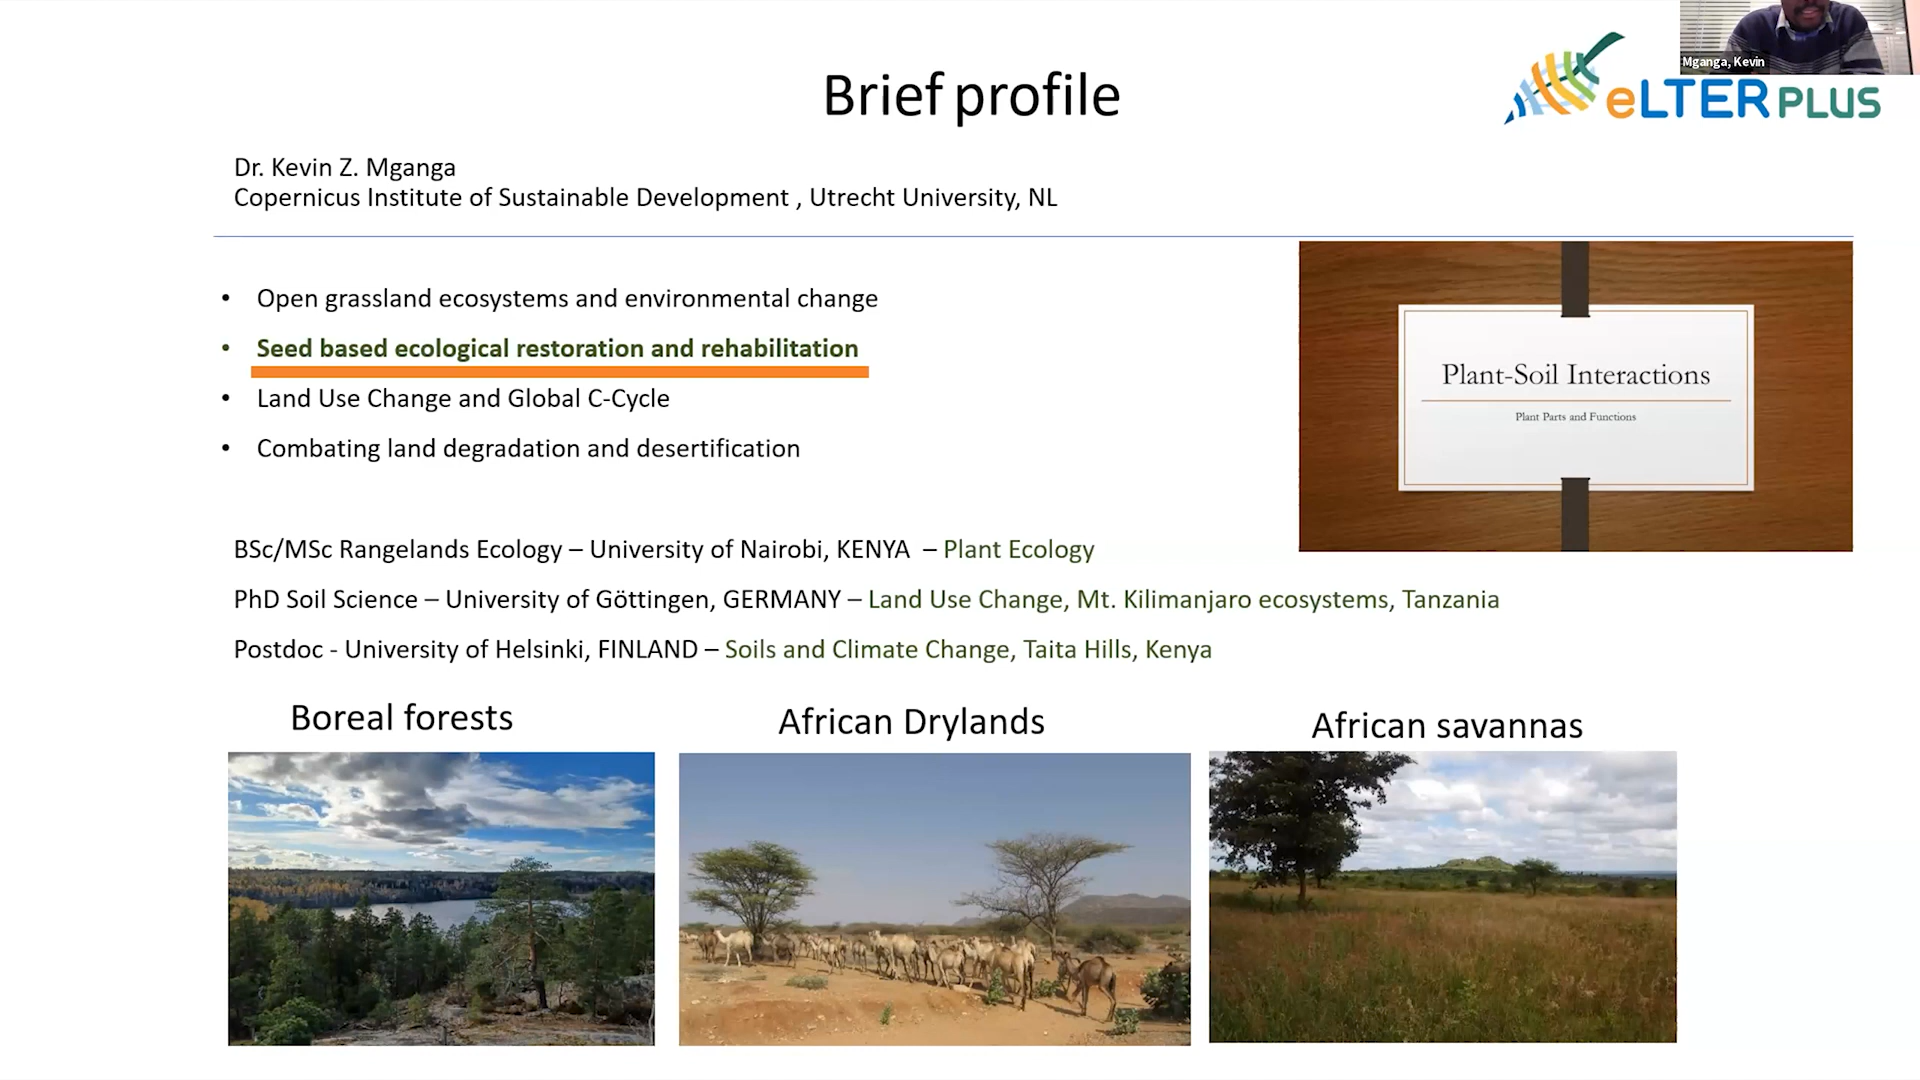 Brief profile
Mganga, Kevin
eLTER PLUS
Dr. Kevin Z. Mganga
Copernicus Institute of Sustainable Development , Utrecht University, NL
• Open grassland ecosystems and environmental change
• Seed based ecological restoration and rehabilitation
• Land Use Change and Global C-Cycle
• Combating land degradation and desertification
Plant-Soil Interactions
Plant Parts and Functions
BSc/MSc Rangelands Ecology – University of Nairobi, KENYA – Plant Ecology
PhD Soil Science – University of Göttingen, GERMANY – Land Use Change, Mt. Kilimanjaro ecosystems, Tanzania
Postdoc - University of Helsinki, FINLAND – Soils and Climate Change, Taita Hills, Kenya
Boreal forests
African Drylands
African savannas